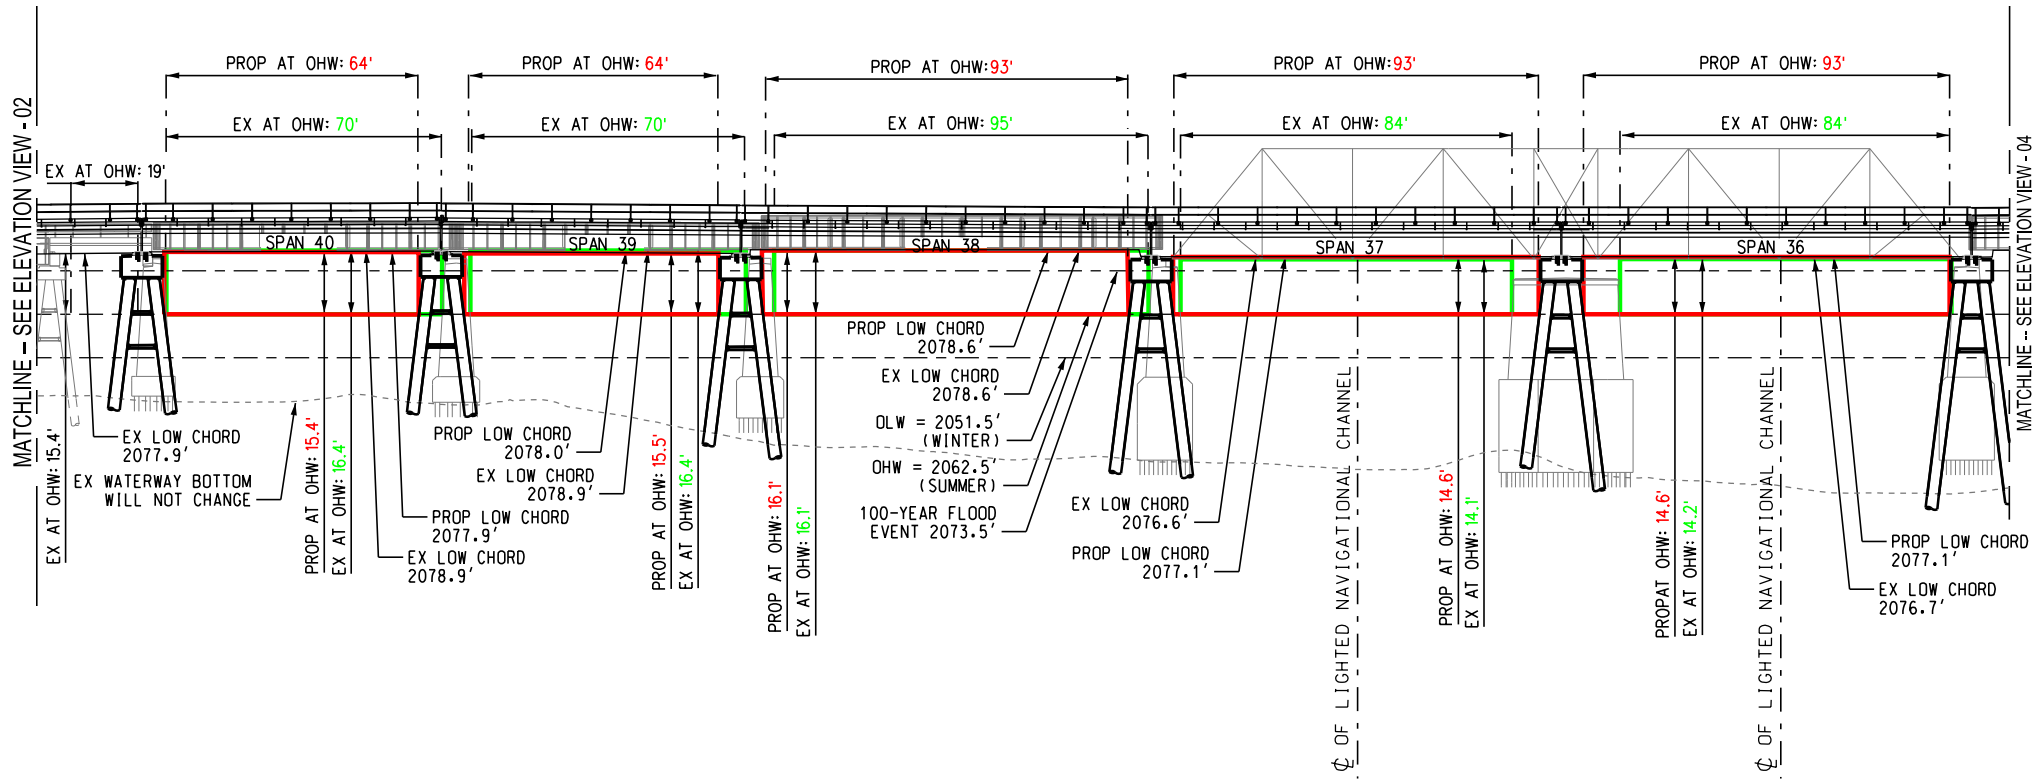 PROP AT OHW: 64'
PROP AT OHW: 64'
PROP AT OHW: 93'
PROP AT OHW: 93'
PROP AT OHW: 93'
EX AT OHW: 70'
EX AT OHW: 70'
EX AT OHW: 95'
EX AT OHW: 84'
EX AT OHW: 84'
EX AT OHW: 19'
MATCHLINE - SEE ELEVATION VIEW - 02
MATCHLINE - SEE ELEVATION VIEW - 04
SPAN 40
SPAN 39
SPAN 38
SPAN 37
SPAN 36
EX AT OHW: 15.4'
EX LOW CHORD
2077.9'
EX WATERWAY BOTTOM
WILL NOT CHANGE
PROP AT OHW: 15.4'
EX AT OHW: 16.4'
PROP LOW CHORD
2077.9'
EX LOW CHORD
2078.9'
PROP LOW CHORD
2078.0'
EX LOW CHORD
2078.9'
PROP AT OHW: 15.5'
EX AT OHW: 16.4'
PROP AT OHW: 16.1'
EX AT OHW: 16.1'
PROP LOW CHORD
2078.6'
EX LOW CHORD
2078.6'
OLW = 2051.5'
(WINTER)
OHW = 2062.5'
(SUMMER)
100-YEAR FLOOD
EVENT 2073.5'
EX LOW CHORD
2076.6'
PROP LOW CHORD
2077.1'
℄ OF LIGHTED NAVIGATIONAL CHANNEL
PROP AT OHW: 14.6'
EX AT OHW: 14.1'
PROPAT OHW: 14.6'
EX AT OHW: 14.2'
℄ OF LIGHTED NAVIGATIONAL CHANNEL
PROP LOW CHORD
2077.1'
EX LOW CHORD
2076.7'